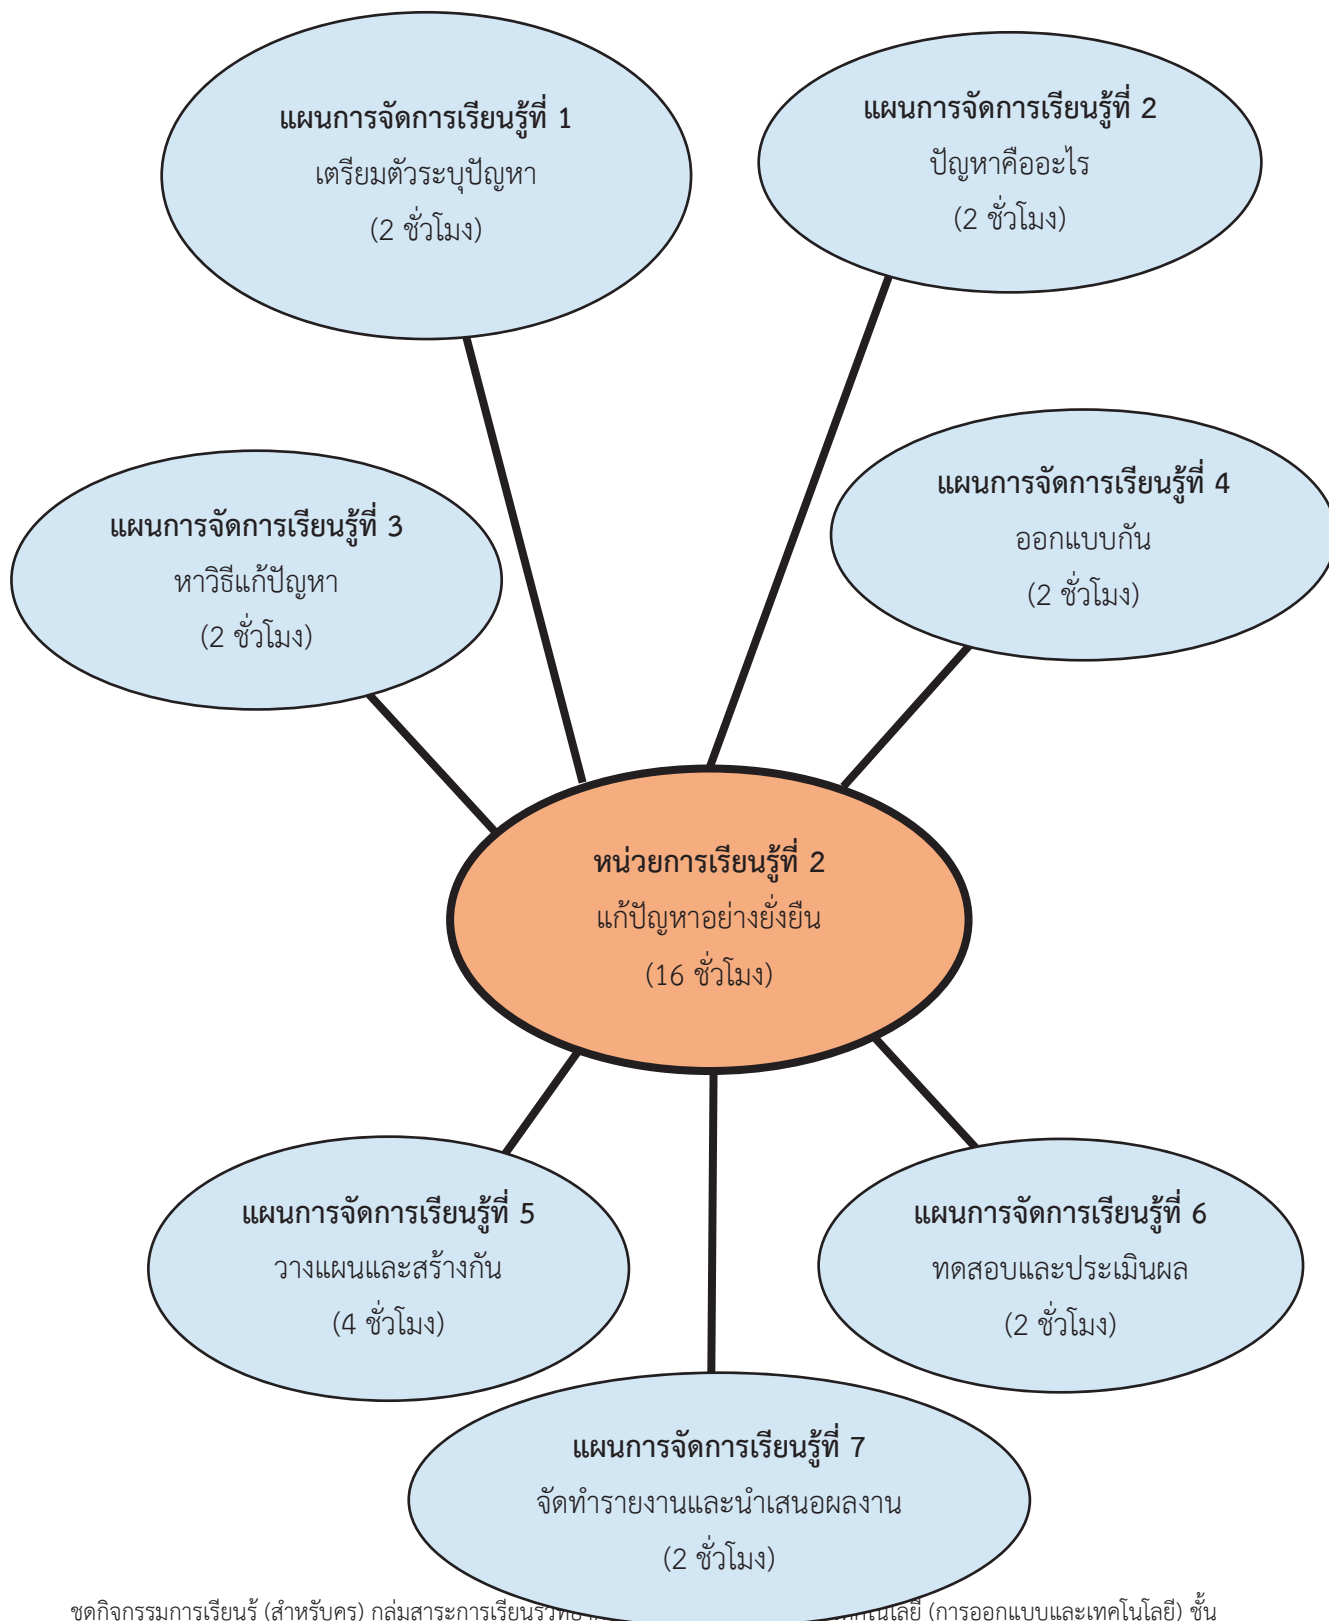 แผนการจัดการเรียนรู้ที่ 1
เตรียมตัวระบุปัญหา
(2 ชั่วโมง)
แผนการจัดการเรียนรู้ที่ 2
ปัญหาคืออะไร
(2 ชั่วโมง)
แผนการจัดการเรียนรู้ที่ 3
หาวิธีแก้ปัญหา
(2 ชั่วโมง)
แผนการจัดการเรียนรู้ที่ 4
ออกแบบกัน
(2 ชั่วโมง)
หน่วยการเรียนรู้ที่ 2
แก้ปัญหาอย่างยั่งยืน
(16 ชั่วโมง)
แผนการจัดการเรียนรู้ที่ 5
วางแผนและสร้างกัน
(4 ชั่วโมง)
แผนการจัดการเรียนรู้ที่ 6
ทดสอบและประเมินผล
(2 ชั่วโมง)
แผนการจัดการเรียนรู้ที่ 7
จัดทำรายงานและนำเสนอผลงาน
(2 ชั่วโมง)
ชุดกิจกรรมการเรียนรู้ (สำหรับครู) กลุ่มสาระการเรียนรู้ (การออกแบบและเทคโนโลยี) ชั้น